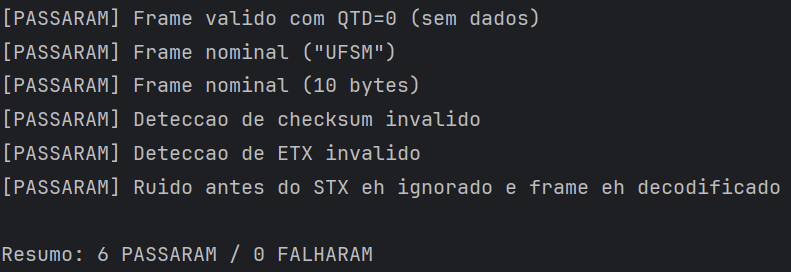 [PASSARAM] Frame valido com QTD=0 (sem dados)
[PASSARAM] Frame nominal ("UFSM")
[PASSARAM] Frame nominal (10 bytes)
[PASSARAM] Deteccao de checksum invalido
[PASSARAM] Deteccao de ETX invalido
[PASSARAM] Ruido antes do STX eh ignorado e frame eh decodificado
Resumo: 6 PASSARAM / 0 FALHARAM